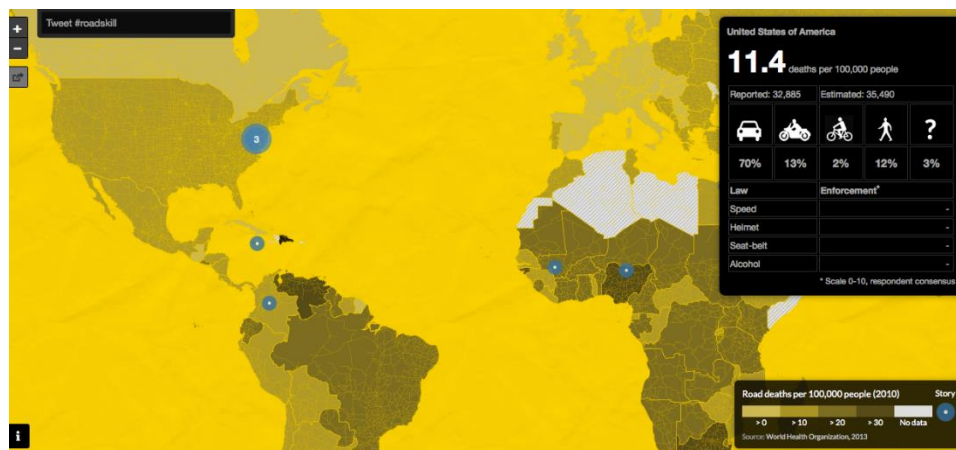 +
Tweet #roadskill
−
3
United States of America
11.4 deaths per 100,000 people
Reported: 32,885 Estimated: 35,490
?
70% 13% 2% 12% 3%
Law Enforcement*
Speed -
Helmet -
Seat-belt -
Alcohol -
* Scale 0-10, respondent consensus
Road deaths per 100,000 people (2010) Story
> 0 > 10 > 20 > 30 No data
Source: World Health Organization, 2013
i